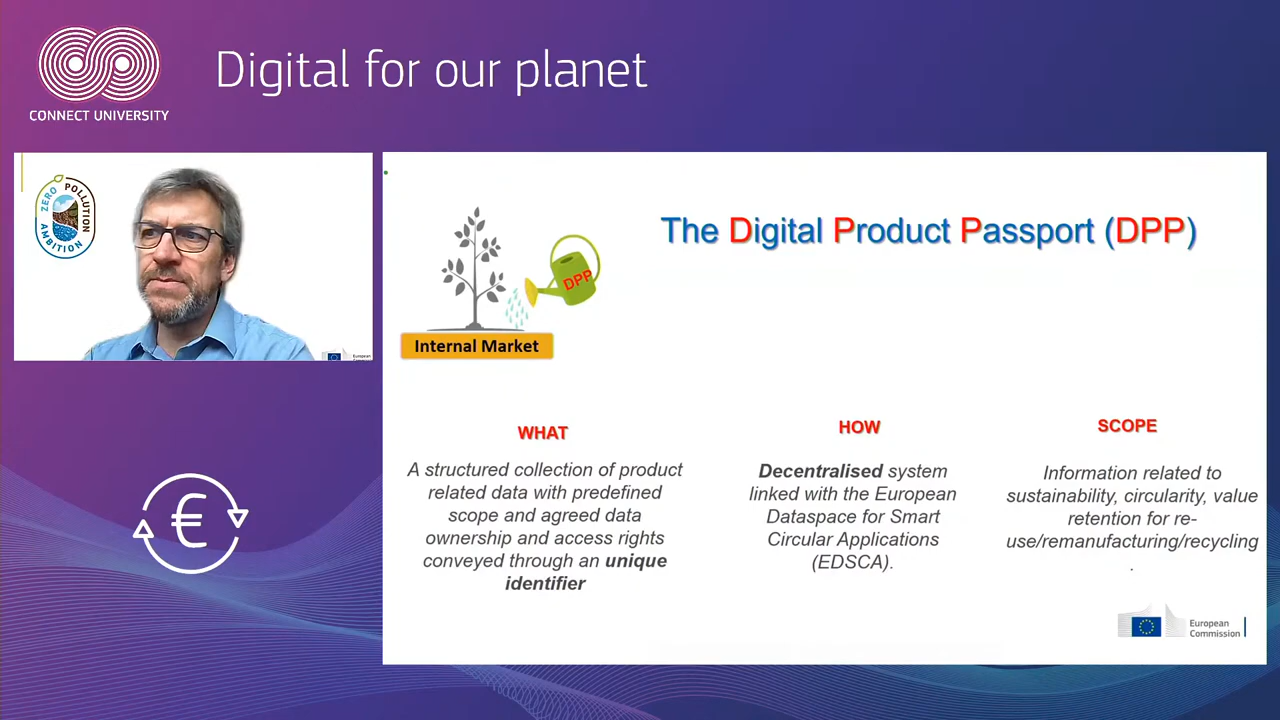 Digital for our planet
CONNECT UNIVERSITY
ZERO POLLUTION AMBITION
European
The Digital Product Passport (DPP)
DPP
Internal Market
WHAT
A structured collection of product
related data with predefined
scope and agreed data
ownership and access rights
conveyed through an unique
identifier
HOW
Decentralised system
linked with the European
Dataspace for Smart
Circular Applications
(EDSCA).
SCOPE
Information related to
sustainability, circularity, value
retention for re-
use/remanufacturing/recycling
.
European
Commission